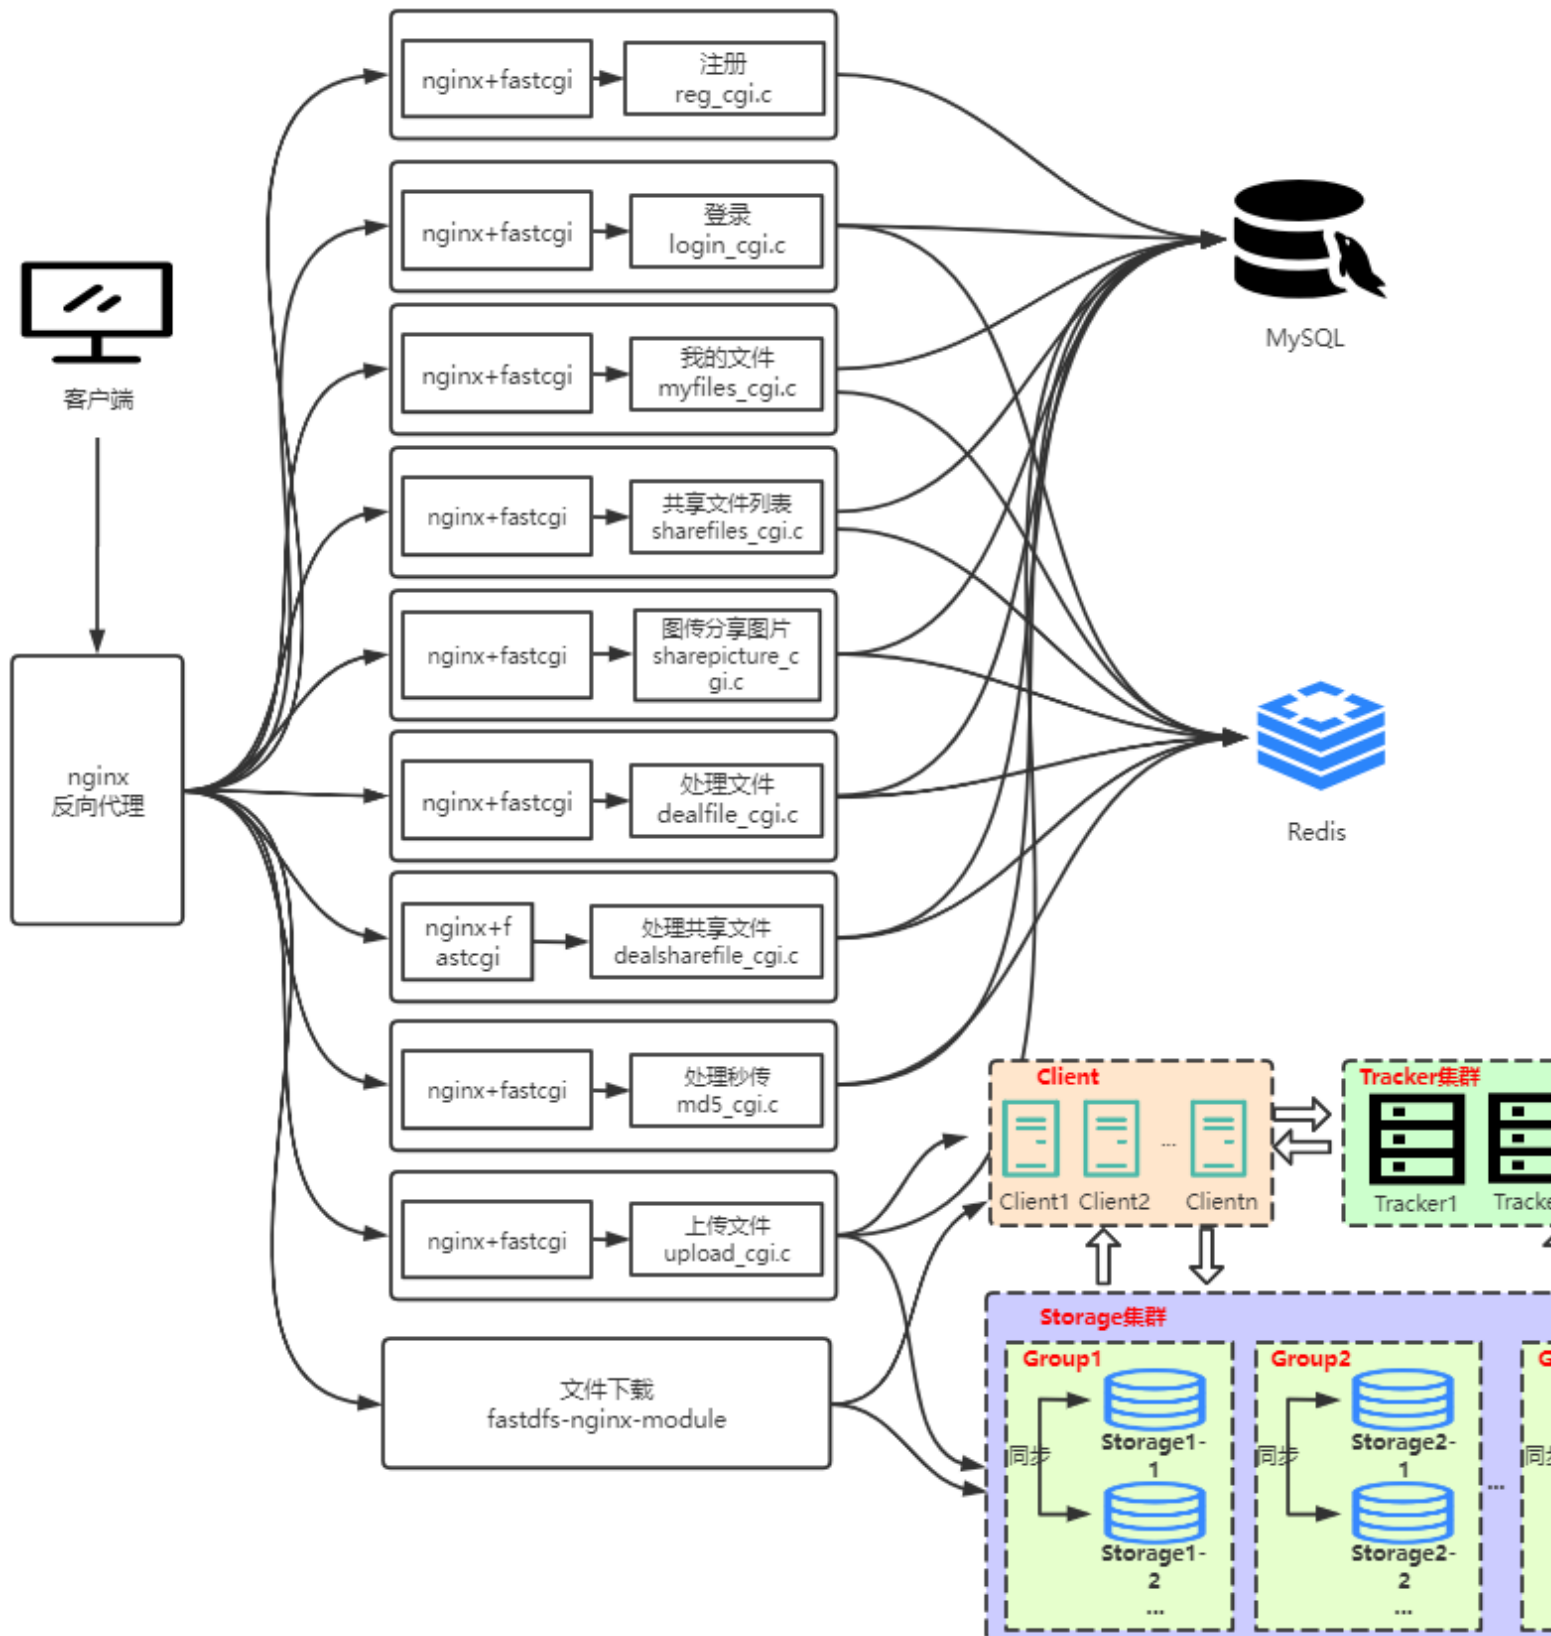 客户端
nginx
反向代理
nginx+fastcgi
注册
reg_cgi.c
nginx+fastcgi
登录
login_cgi.c
nginx+fastcgi
我的文件
myfiles_cgi.c
nginx+fastcgi
共享文件列表
sharefiles_cgi.c
nginx+fastcgi
图传分享图片
sharepicture_c
gi.c
nginx+fastcgi
处理文件
dealfile_cgi.c
nginx+f
astcgi
处理共享文件
dealsharefile_cgi.c
nginx+fastcgi
处理秒传
md5_cgi.c
nginx+fastcgi
上传文件
upload_cgi.c
文件下载
fastdfs-nginx-module
MySQL
Redis
Client
...
Client1
Client2
Clientn
Tracker集群
Tracker1
Tracke
Storage集群
Group1
同步
Storage1-
1
Storage1-
2
...
Group2
同步
Storage2-
1
Storage2-
2
...
...
G
同步